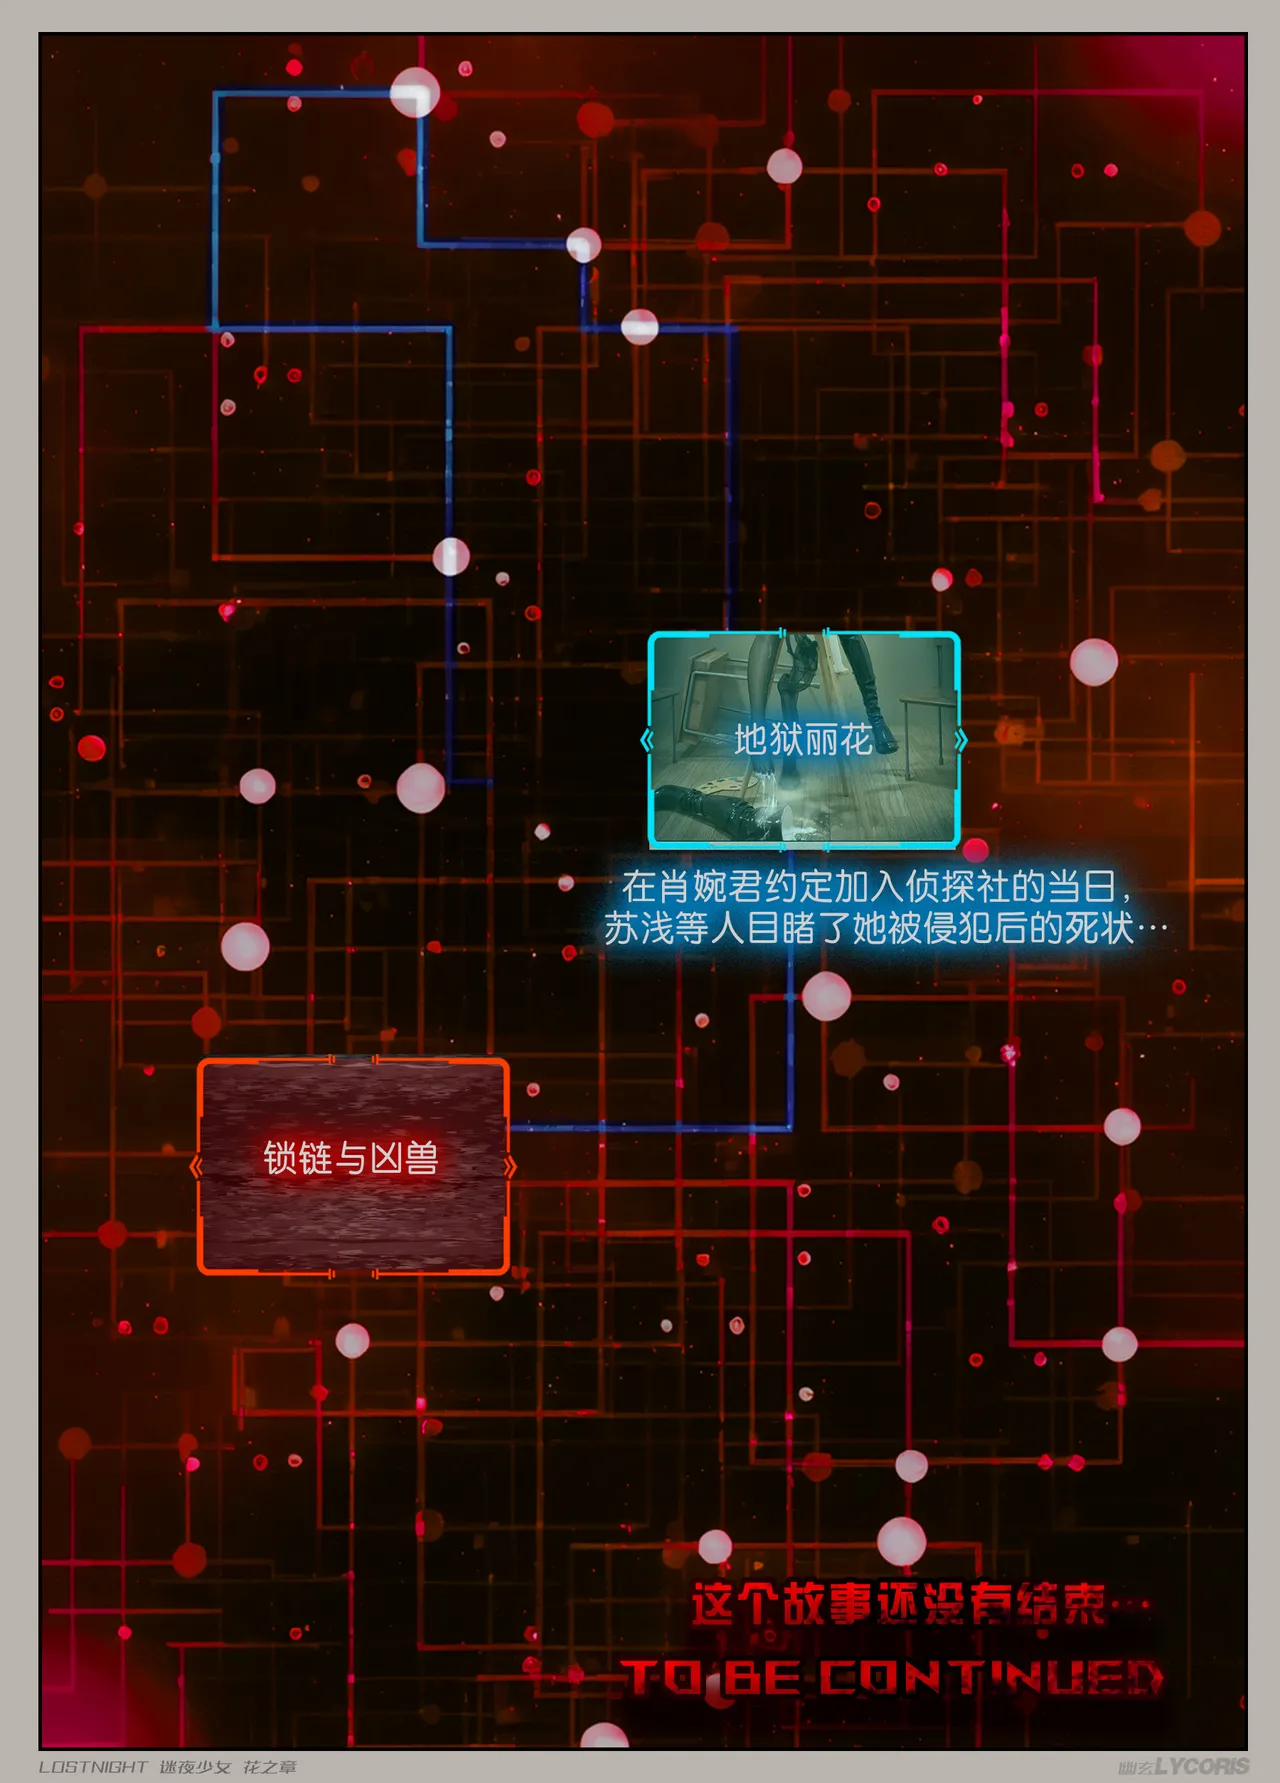 地狱丽花
在肖婉君约定加入侦探社的当日，
苏浅等人目睹了她被侵犯后的死状…
锁链与凶兽
这个故事还没有结束…
TO BE CONTINUED
LOSTNIGHT 迷夜少女 花之章
幽玄LYCORIS